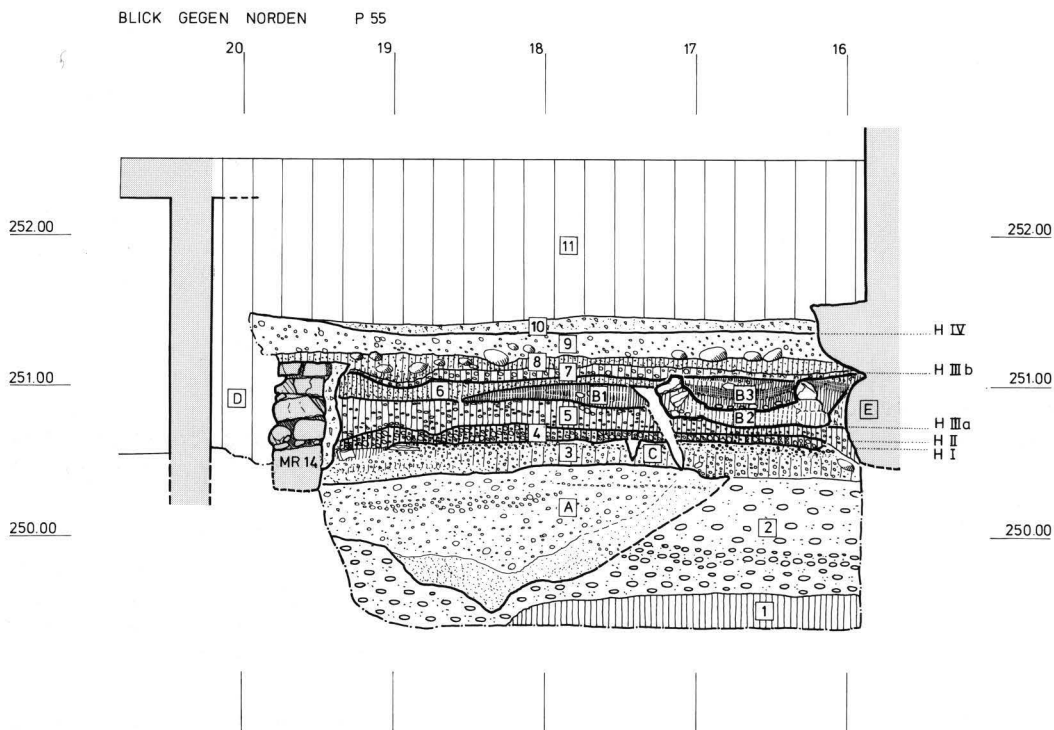 BLICK GEGEN NORDEN P 55
20 19 18 17 16
252.00 252.00
11
10
H IV
9
8
H III b
7
251.00 251.00
6 B1 B3
D E
5 B2
H III a
4
H II
3 C
H I
MR 14
A
2
250.00 250.00
1